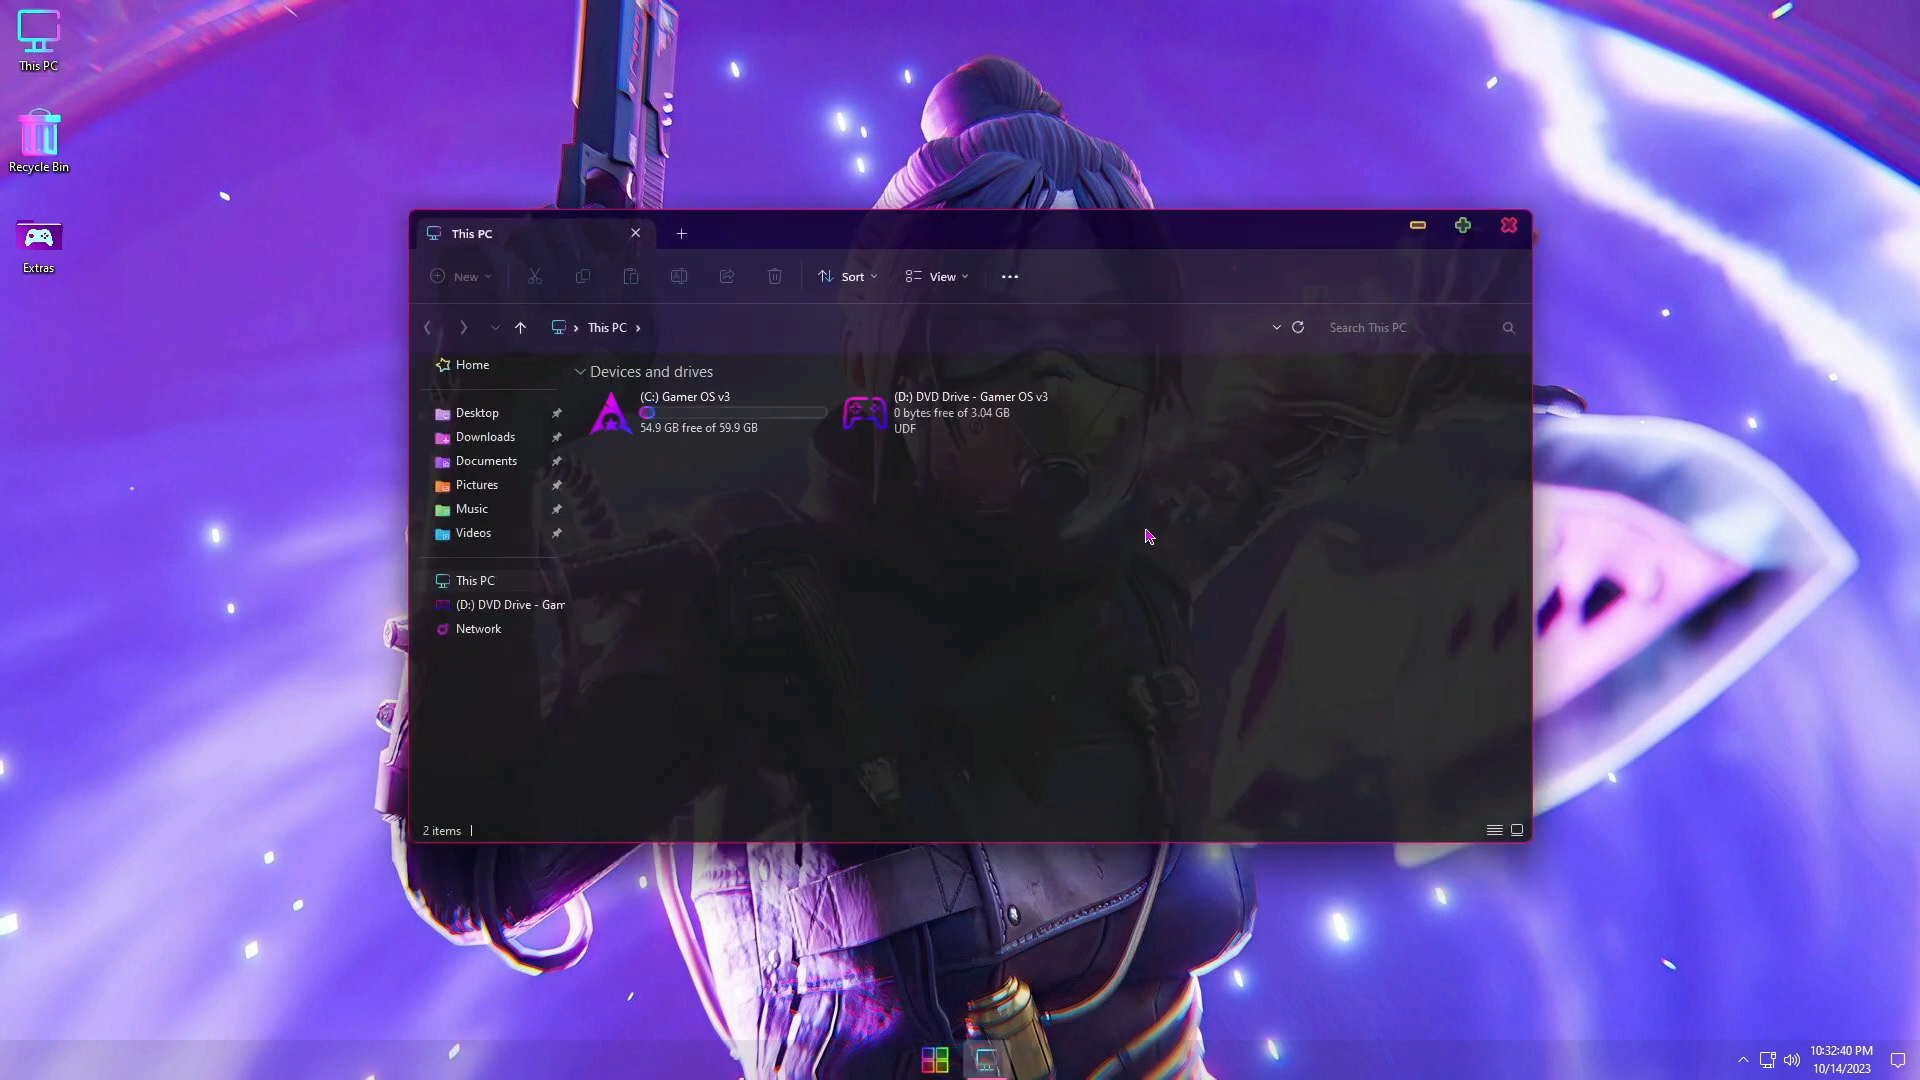 This PC
Recycle Bin
Extras
This PC
New
Sort
View
This PC
Search This PC
Home
Desktop
Downloads
Documents
Pictures
Music
Videos
This PC
(D:) DVD Drive - Gam
Network
Devices and drives
(C:) Gamer OS v3
54.9 GB free of 59.9 GB
(D:) DVD Drive - Gamer OS v3
0 bytes free of 3.04 GB
UDF
2 items
10:32:40 PM
10/14/2023